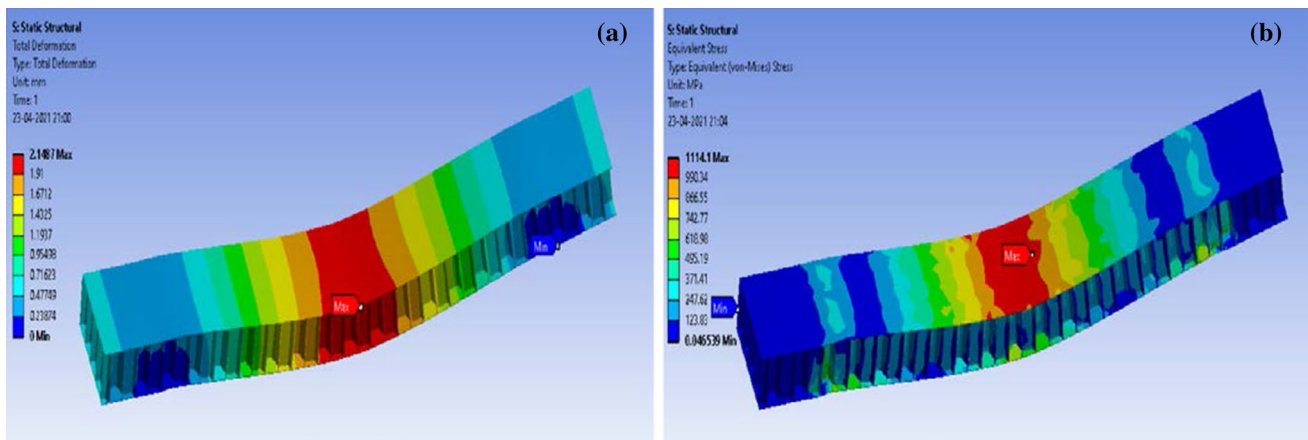 S: Static Structural
Total Deformation
Type: Total Deformation
Unit: mm
Time: 1
23-04-2021 21:00
(a)
2.1487 Max
1.91
1.6712
1.4325
1.1937
0.95498
0.71623
0.47749
0.23874
0 Min
Max
Min
S: Static Structural
Equivalent Stress
Type: Equivalent (von-Mises) Stress
Unit: MPa
Time: 1
23-04-2021 21:04
(b)
1114.1 Max
990.34
866.55
742.77
618.98
495.19
371.41
247.62
123.83
0.046539 Min
Max
Min